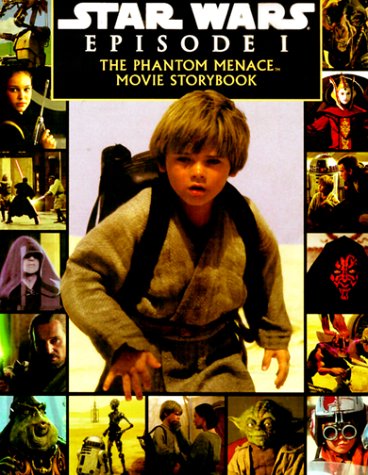 STAR WARS®
EPISODE I
THE PHANTOM MENACE™
MOVIE STORYBOOK